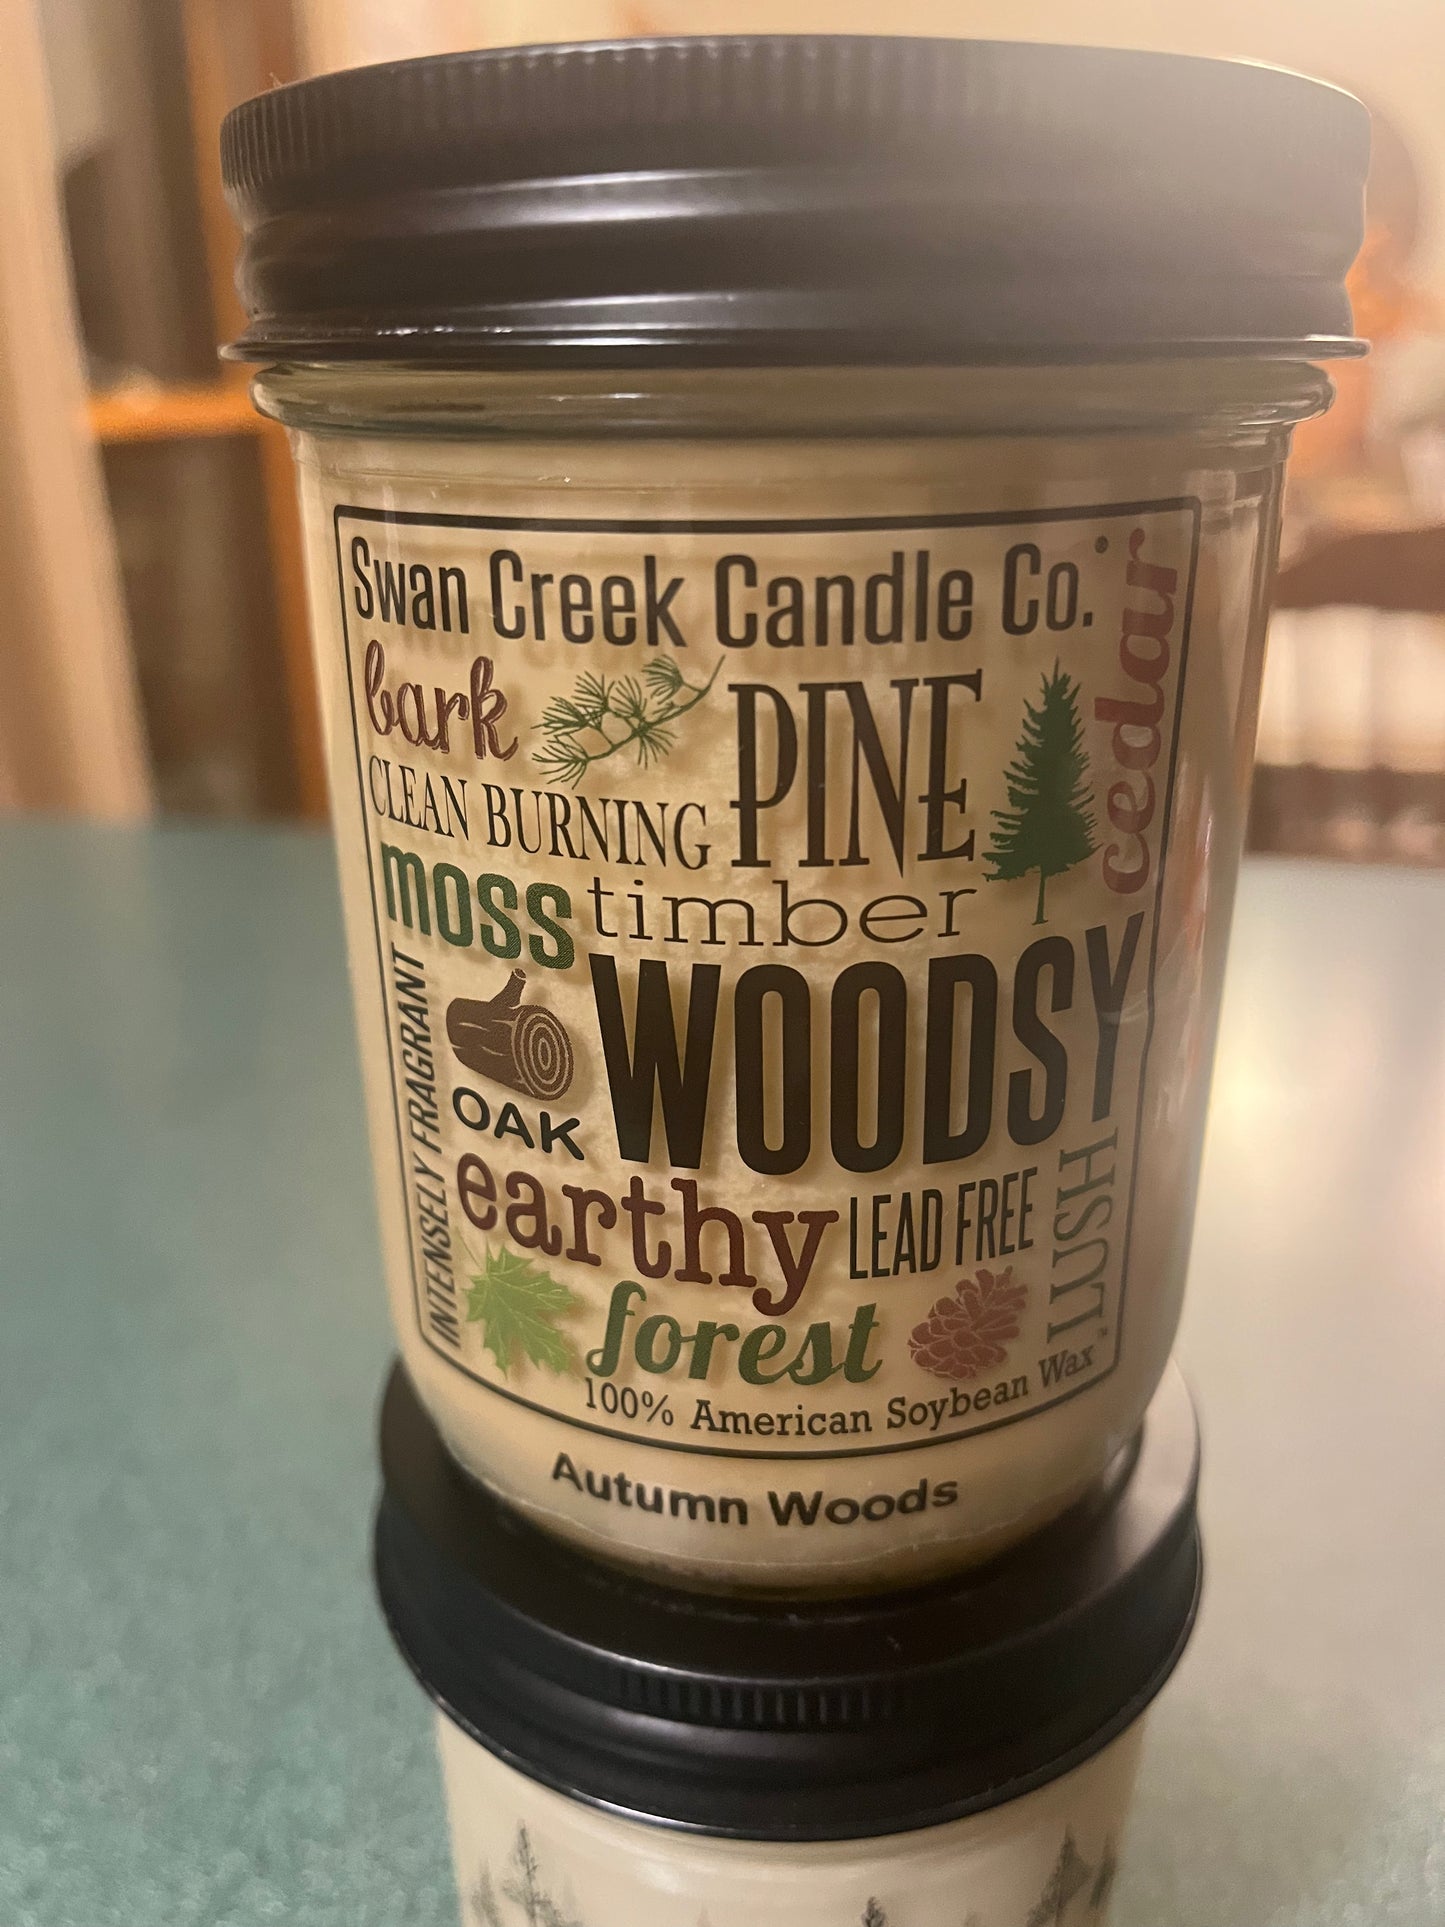 Swan Creek Candle Co.®
cedar
bark
PINE
CLEAN BURNING
moss
timber
INTENSELY FRAGRANT
WOODSY
OAK
earthy
LEAD FREE
LUSH
forest
100% American Soybean Wax™
Autumn Woods